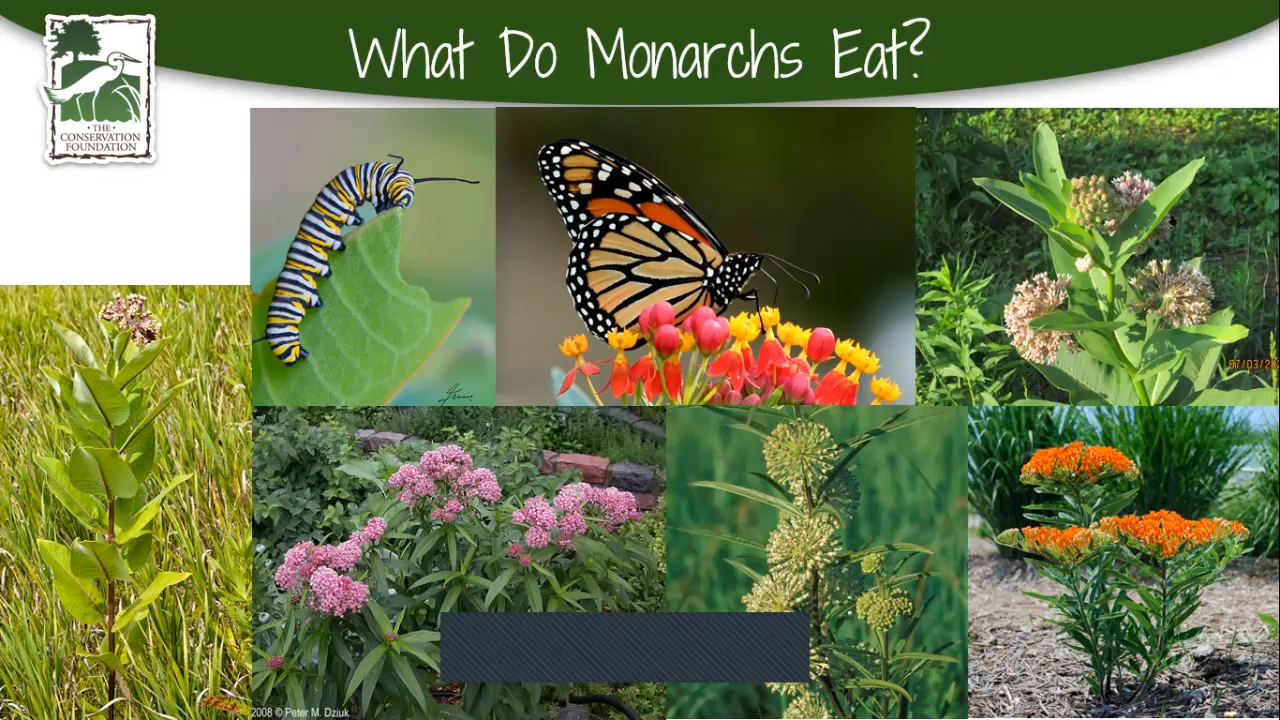 What Do Monarchs Eat?
• THE •
CONSERVATION
FOUNDATION
2008 © Peter M. Dziuk